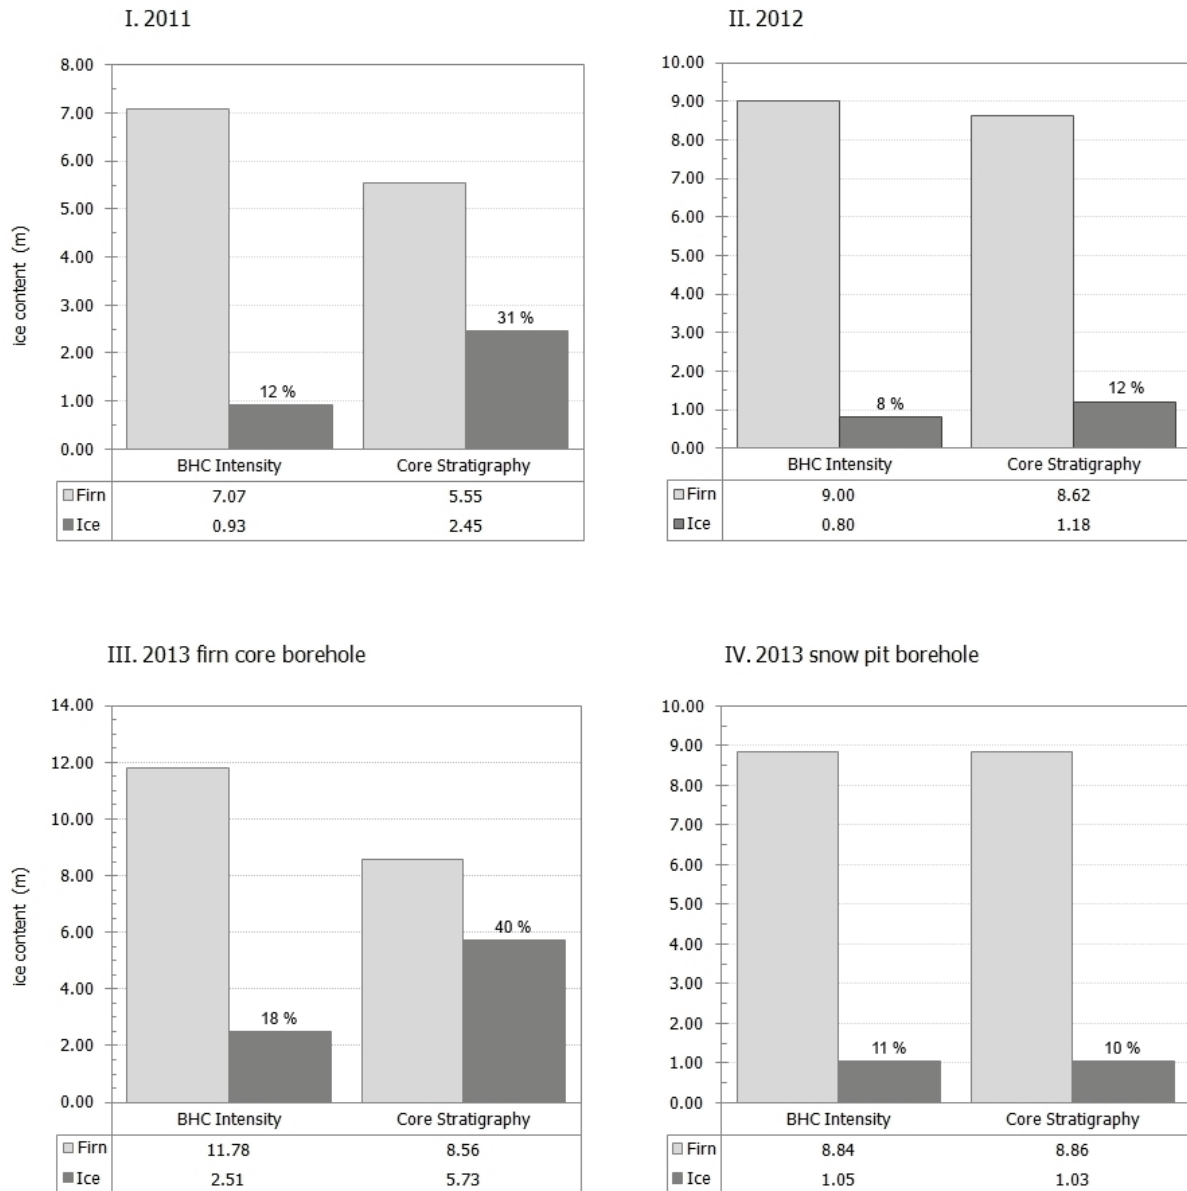 I. 2011
ice content (m)
8.00
7.00
6.00
5.00
4.00
3.00
2.00
1.00
0.00
12 %
31 %
BHC Intensity Core Stratigraphy
Firn 7.07 5.55
Ice 0.93 2.45
II. 2012
10.00
9.00
8.00
7.00
6.00
5.00
4.00
3.00
2.00
1.00
0.00
8 %
12 %
BHC Intensity Core Stratigraphy
Firn 9.00 8.62
Ice 0.80 1.18
III. 2013 firn core borehole
ice content (m)
14.00
12.00
10.00
8.00
6.00
4.00
2.00
0.00
18 %
40 %
BHC Intensity Core Stratigraphy
Firn 11.78 8.56
Ice 2.51 5.73
IV. 2013 snow pit borehole
10.00
9.00
8.00
7.00
6.00
5.00
4.00
3.00
2.00
1.00
0.00
11 %
10 %
BHC Intensity Core Stratigraphy
Firn 8.84 8.86
Ice 1.05 1.03